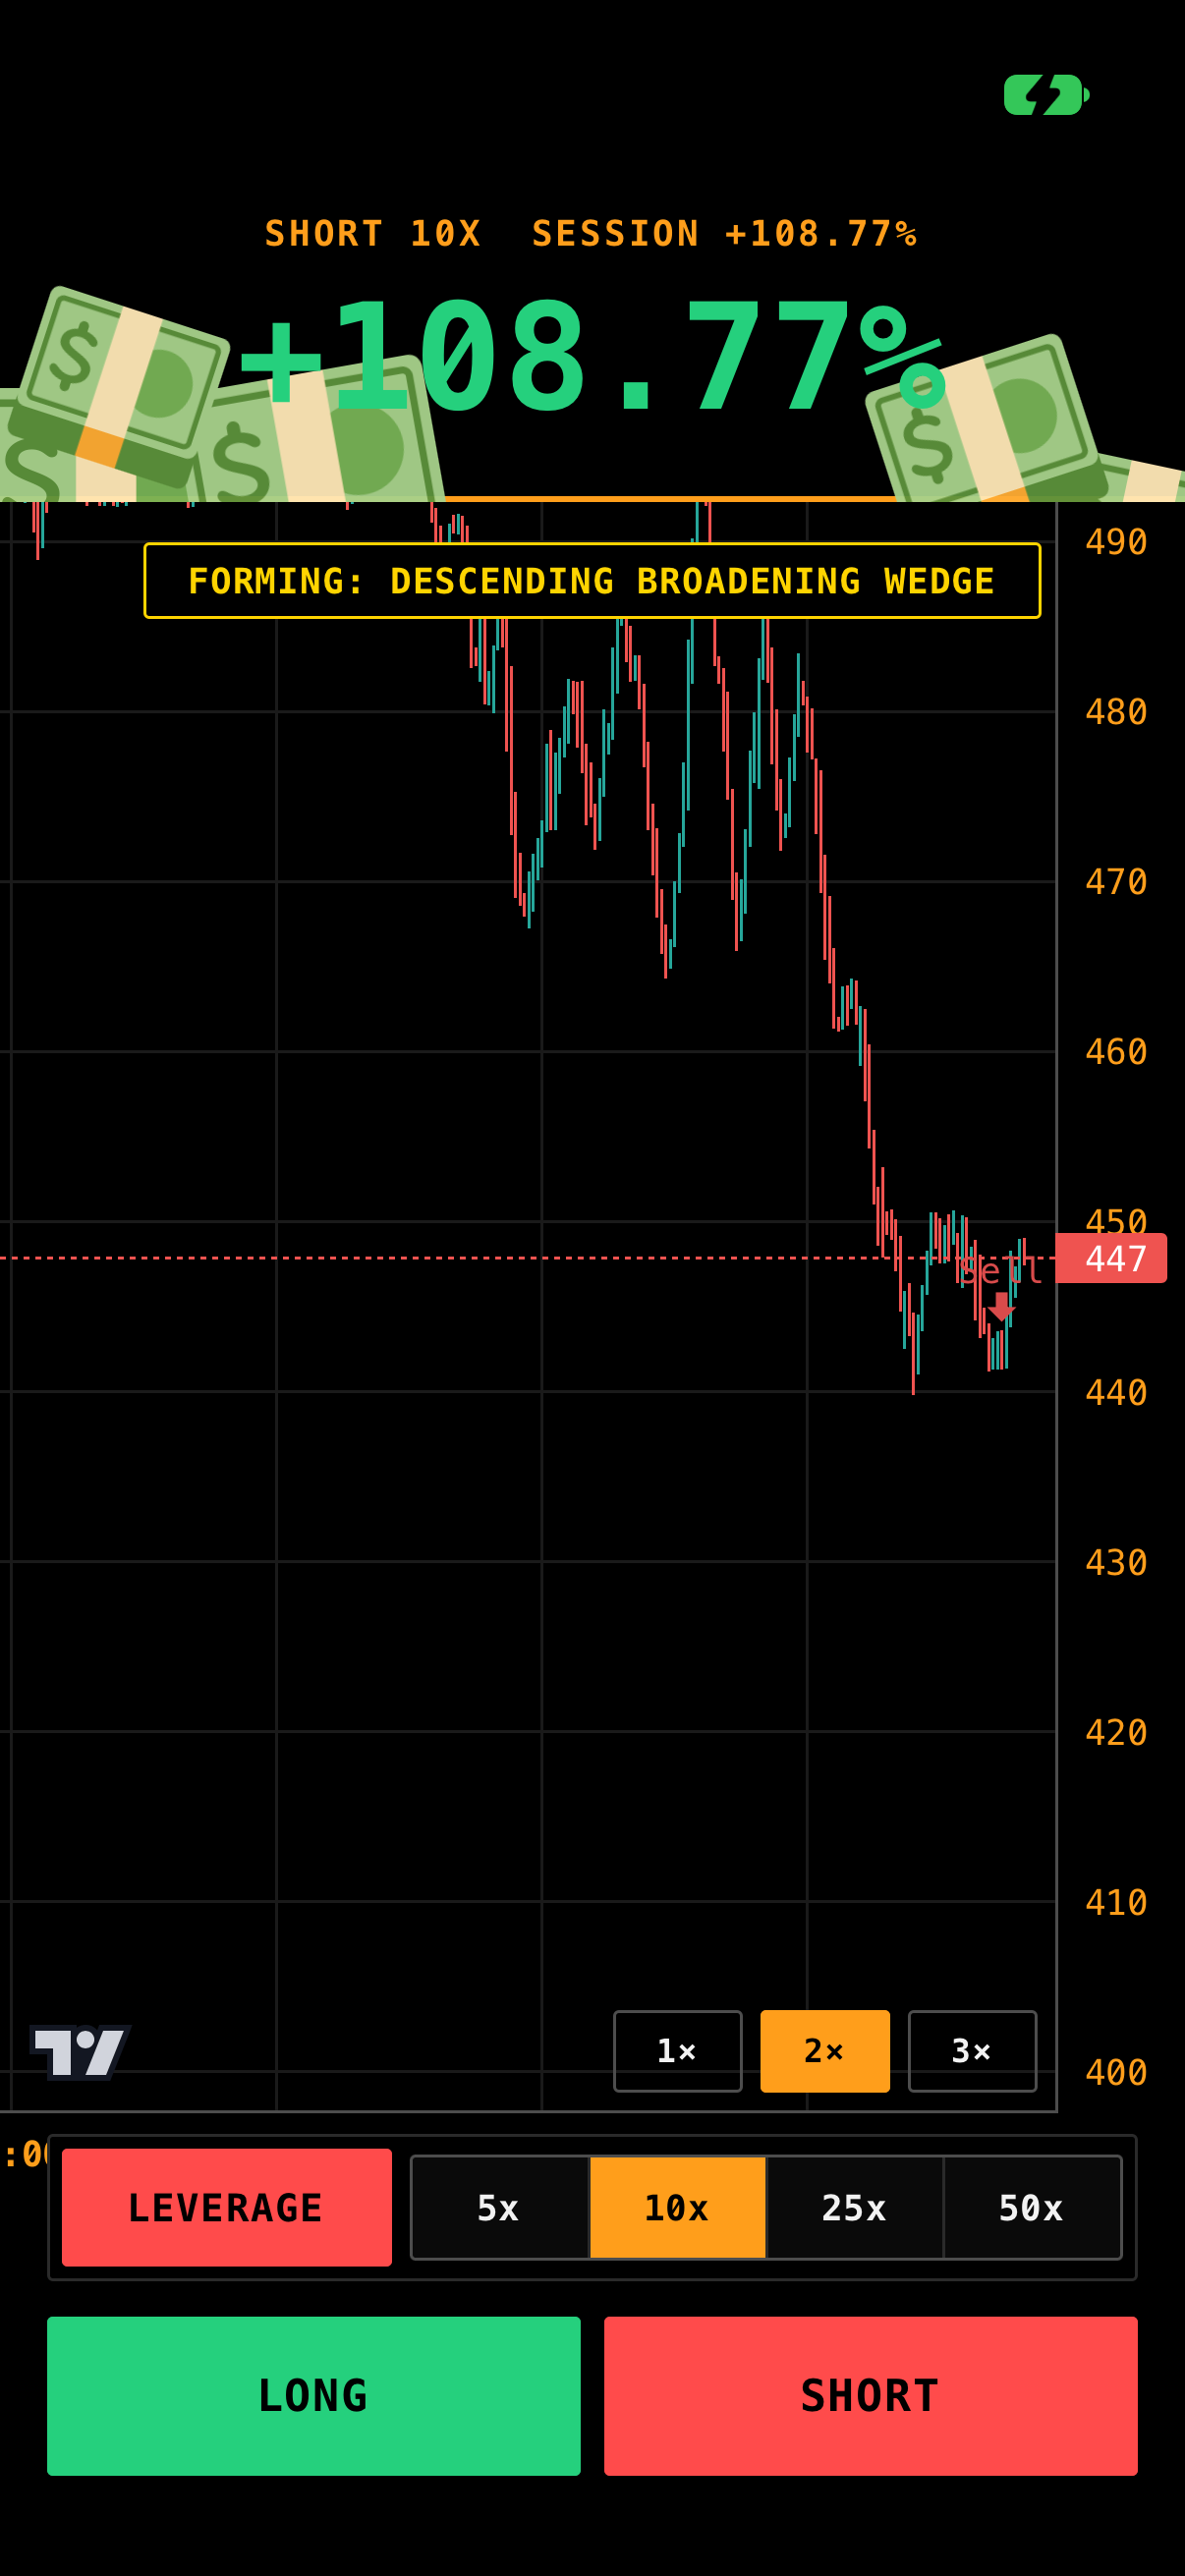 SHORT 10X SESSION +108.77%
+108.77%
490
FORMING: DESCENDING BROADENING WEDGE
480
470
460
450
447
Sell
440
430
420
410
400
1×
2×
3×
LEVERAGE
5x
10x
25x
50x
LONG
SHORT